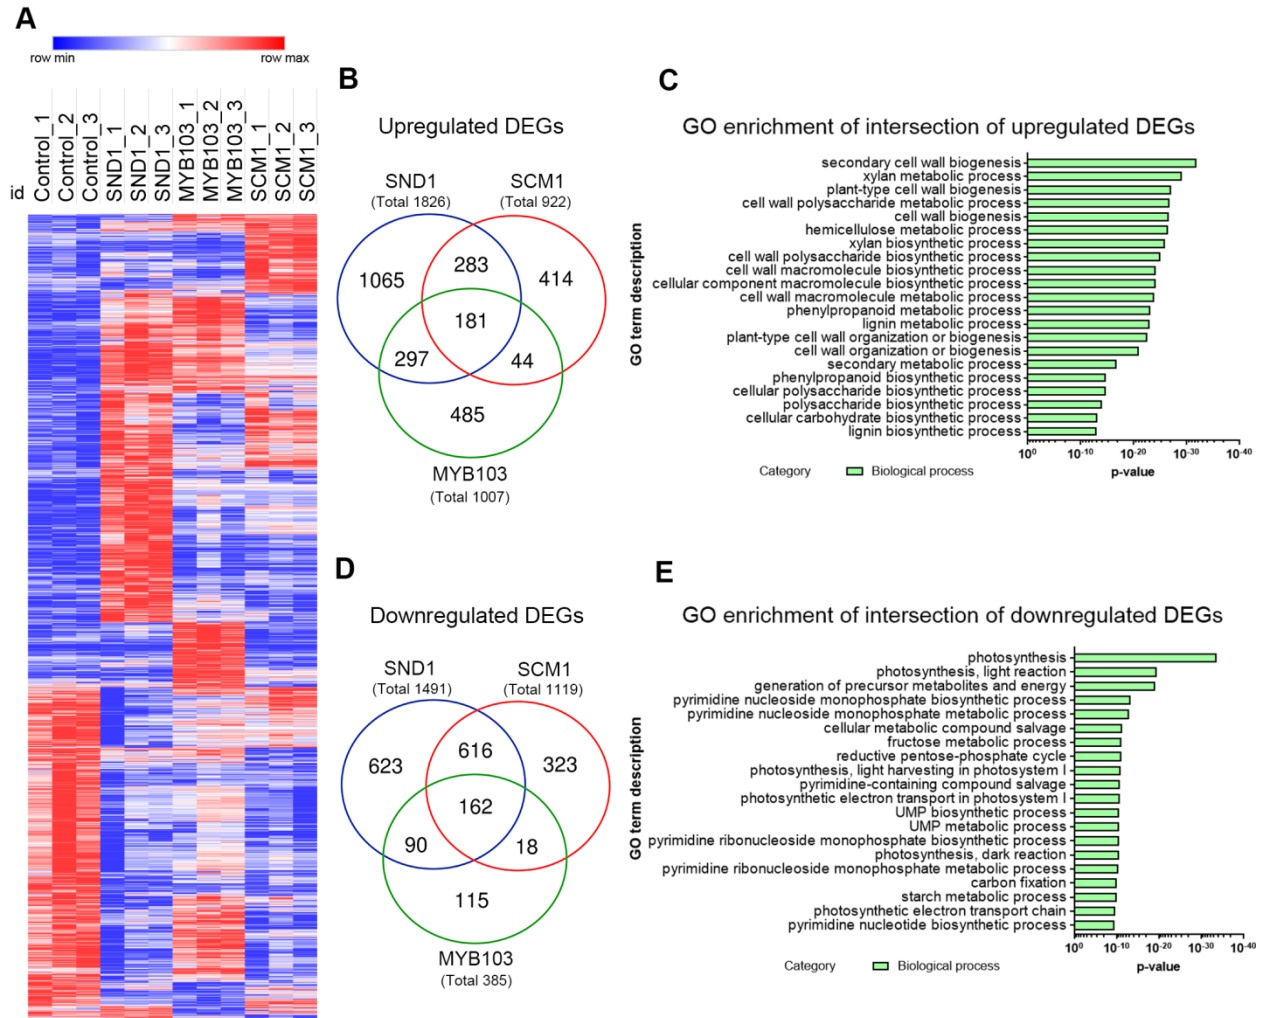 A
row min
row max
id
Control_1
Control_2
Control_3
SND1_1
SND1_2
SND1_3
MYB103_1
MYB103_2
MYB103_3
SCM1_1
SCM1_2
SCM1_3
B
Upregulated DEGs
SND1
(Total 1826)
SCM1
(Total 922)
1065
283
414
181
297
44
485
MYB103
(Total 1007)
C
GO enrichment of intersection of upregulated DEGs
GO term description
secondary cell wall biogenesis
xylan metabolic process
plant-type cell wall biogenesis
cell wall polysaccharide metabolic process
cell wall biogenesis
hemicellulose metabolic process
xylan biosynthetic process
cell wall polysaccharide biosynthetic process
cell wall macromolecule biosynthetic process
cellular component macromolecule biosynthetic process
cell wall macromolecule metabolic process
phenylpropanoid metabolic process
lignin metabolic process
plant-type cell wall organization or biogenesis
cell wall organization or biogenesis
secondary metabolic process
phenylpropanoid biosynthetic process
cellular polysaccharide biosynthetic process
polysaccharide biosynthetic process
cellular carbohydrate biosynthetic process
lignin biosynthetic process
10⁰ 10⁻¹⁰ 10⁻²⁰ 10⁻³⁰ 10⁻⁴⁰
p-value
Category Biological process
D
Downregulated DEGs
SND1
(Total 1491)
SCM1
(Total 1119)
623
616
323
162
90
18
115
MYB103
(Total 385)
E
GO enrichment of intersection of downregulated DEGs
GO term description
photosynthesis
photosynthesis, light reaction
generation of precursor metabolites and energy
pyrimidine nucleoside monophosphate biosynthetic process
pyrimidine nucleoside monophosphate metabolic process
cellular metabolic compound salvage
fructose metabolic process
reductive pentose-phosphate cycle
photosynthesis, light harvesting in photosystem I
pyrimidine-containing compound salvage
photosynthetic electron transport in photosystem I
UMP biosynthetic process
UMP metabolic process
pyrimidine ribonucleoside monophosphate biosynthetic process
photosynthesis, dark reaction
pyrimidine ribonucleoside monophosphate metabolic process
carbon fixation
starch metabolic process
photosynthetic electron transport chain
pyrimidine nucleotide biosynthetic process
10⁰ 10⁻¹⁰ 10⁻²⁰ 10⁻³⁰ 10⁻⁴⁰
p-value
Category Biological process